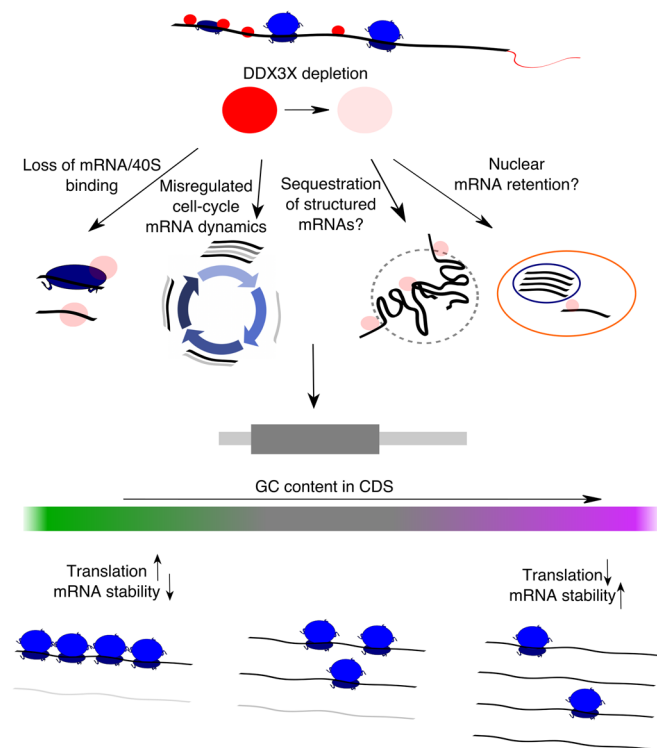 DDX3X depletion
Loss of mRNA/40S
binding
Misregulated
cell-cycle
mRNA dynamics
Sequestration
of structured
mRNAs?
Nuclear
mRNA retention?
GC content in CDS
Translation
mRNA stability
Translation
mRNA stability